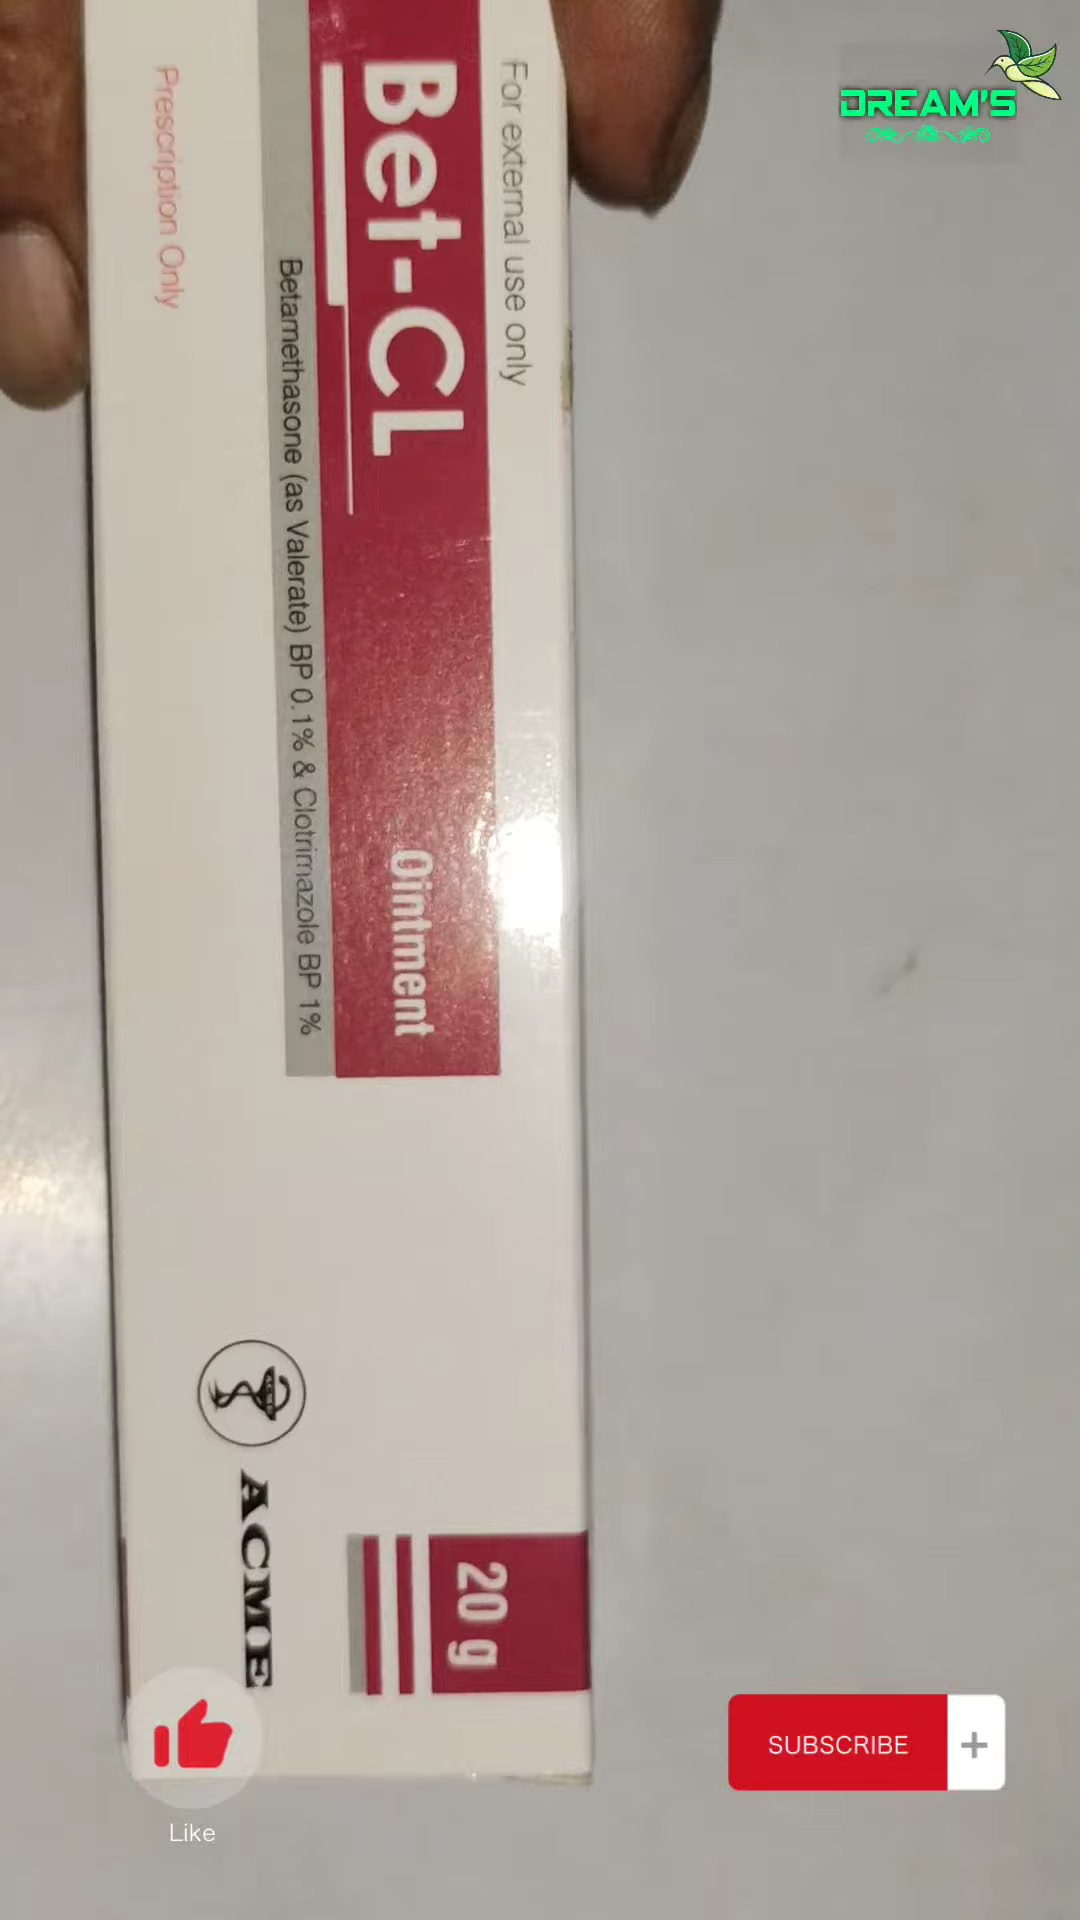 DREAM'S
For external use only
Bet-CL
Ointment
Betamethasone (as Valerate) BP 0.1% & Clotrimazole BP 1%
Prescription Only
20 g
ACME
Like
SUBSCRIBE +